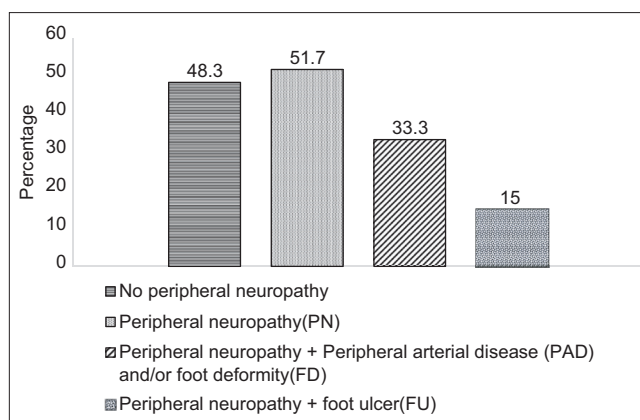 60
50
40
30
20
10
0
Percentage
48.3
51.7
33.3
15
No peripheral neuropathy
Peripheral neuropathy(PN)
Peripheral neuropathy + Peripheral arterial disease (PAD)
and/or foot deformity(FD)
Peripheral neuropathy + foot ulcer(FU)